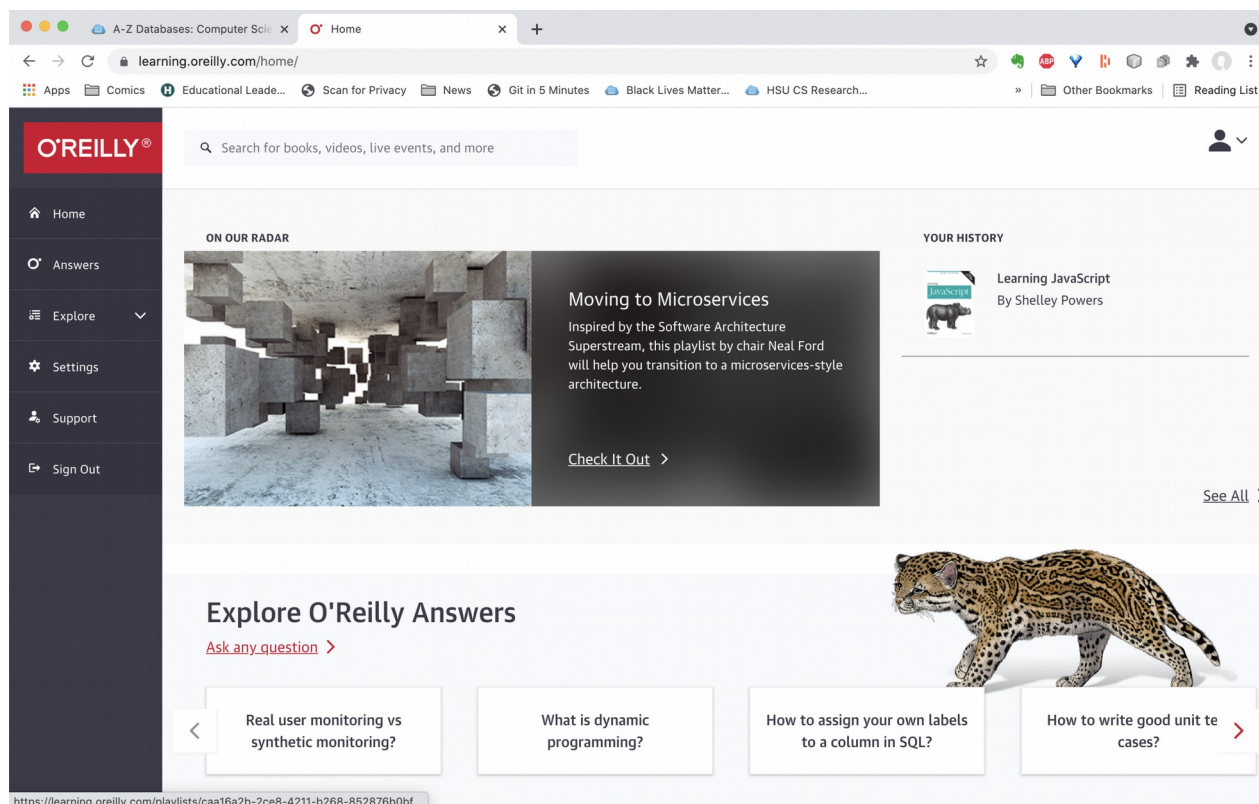 A-Z Databases: Computer Scie
Home
learning.oreilly.com/home/
ABP
Apps
Comics
Educational Leade...
Scan for Privacy
News
Git in 5 Minutes
Black Lives Matter...
HSU CS Research...
»
Other Bookmarks
Reading List
O'REILLY®
Search for books, videos, live events, and more
Home
Answers
Explore
Settings
Support
Sign Out
ON OUR RADAR
Moving to Microservices
Inspired by the Software Architecture
Superstream, this playlist by chair Neal Ford
will help you transition to a microservices-style
architecture.
Check It Out
YOUR HISTORY
JavaScript
Learning JavaScript
By Shelley Powers
See All
Explore O'Reilly Answers
Ask any question
Real user monitoring vs
synthetic monitoring?
What is dynamic
programming?
How to assign your own labels
to a column in SQL?
How to write good unit te
cases?
https://learning.oreilly.com/playlists/caa16a2b-2ce8-4211-b268-852876b0bf...